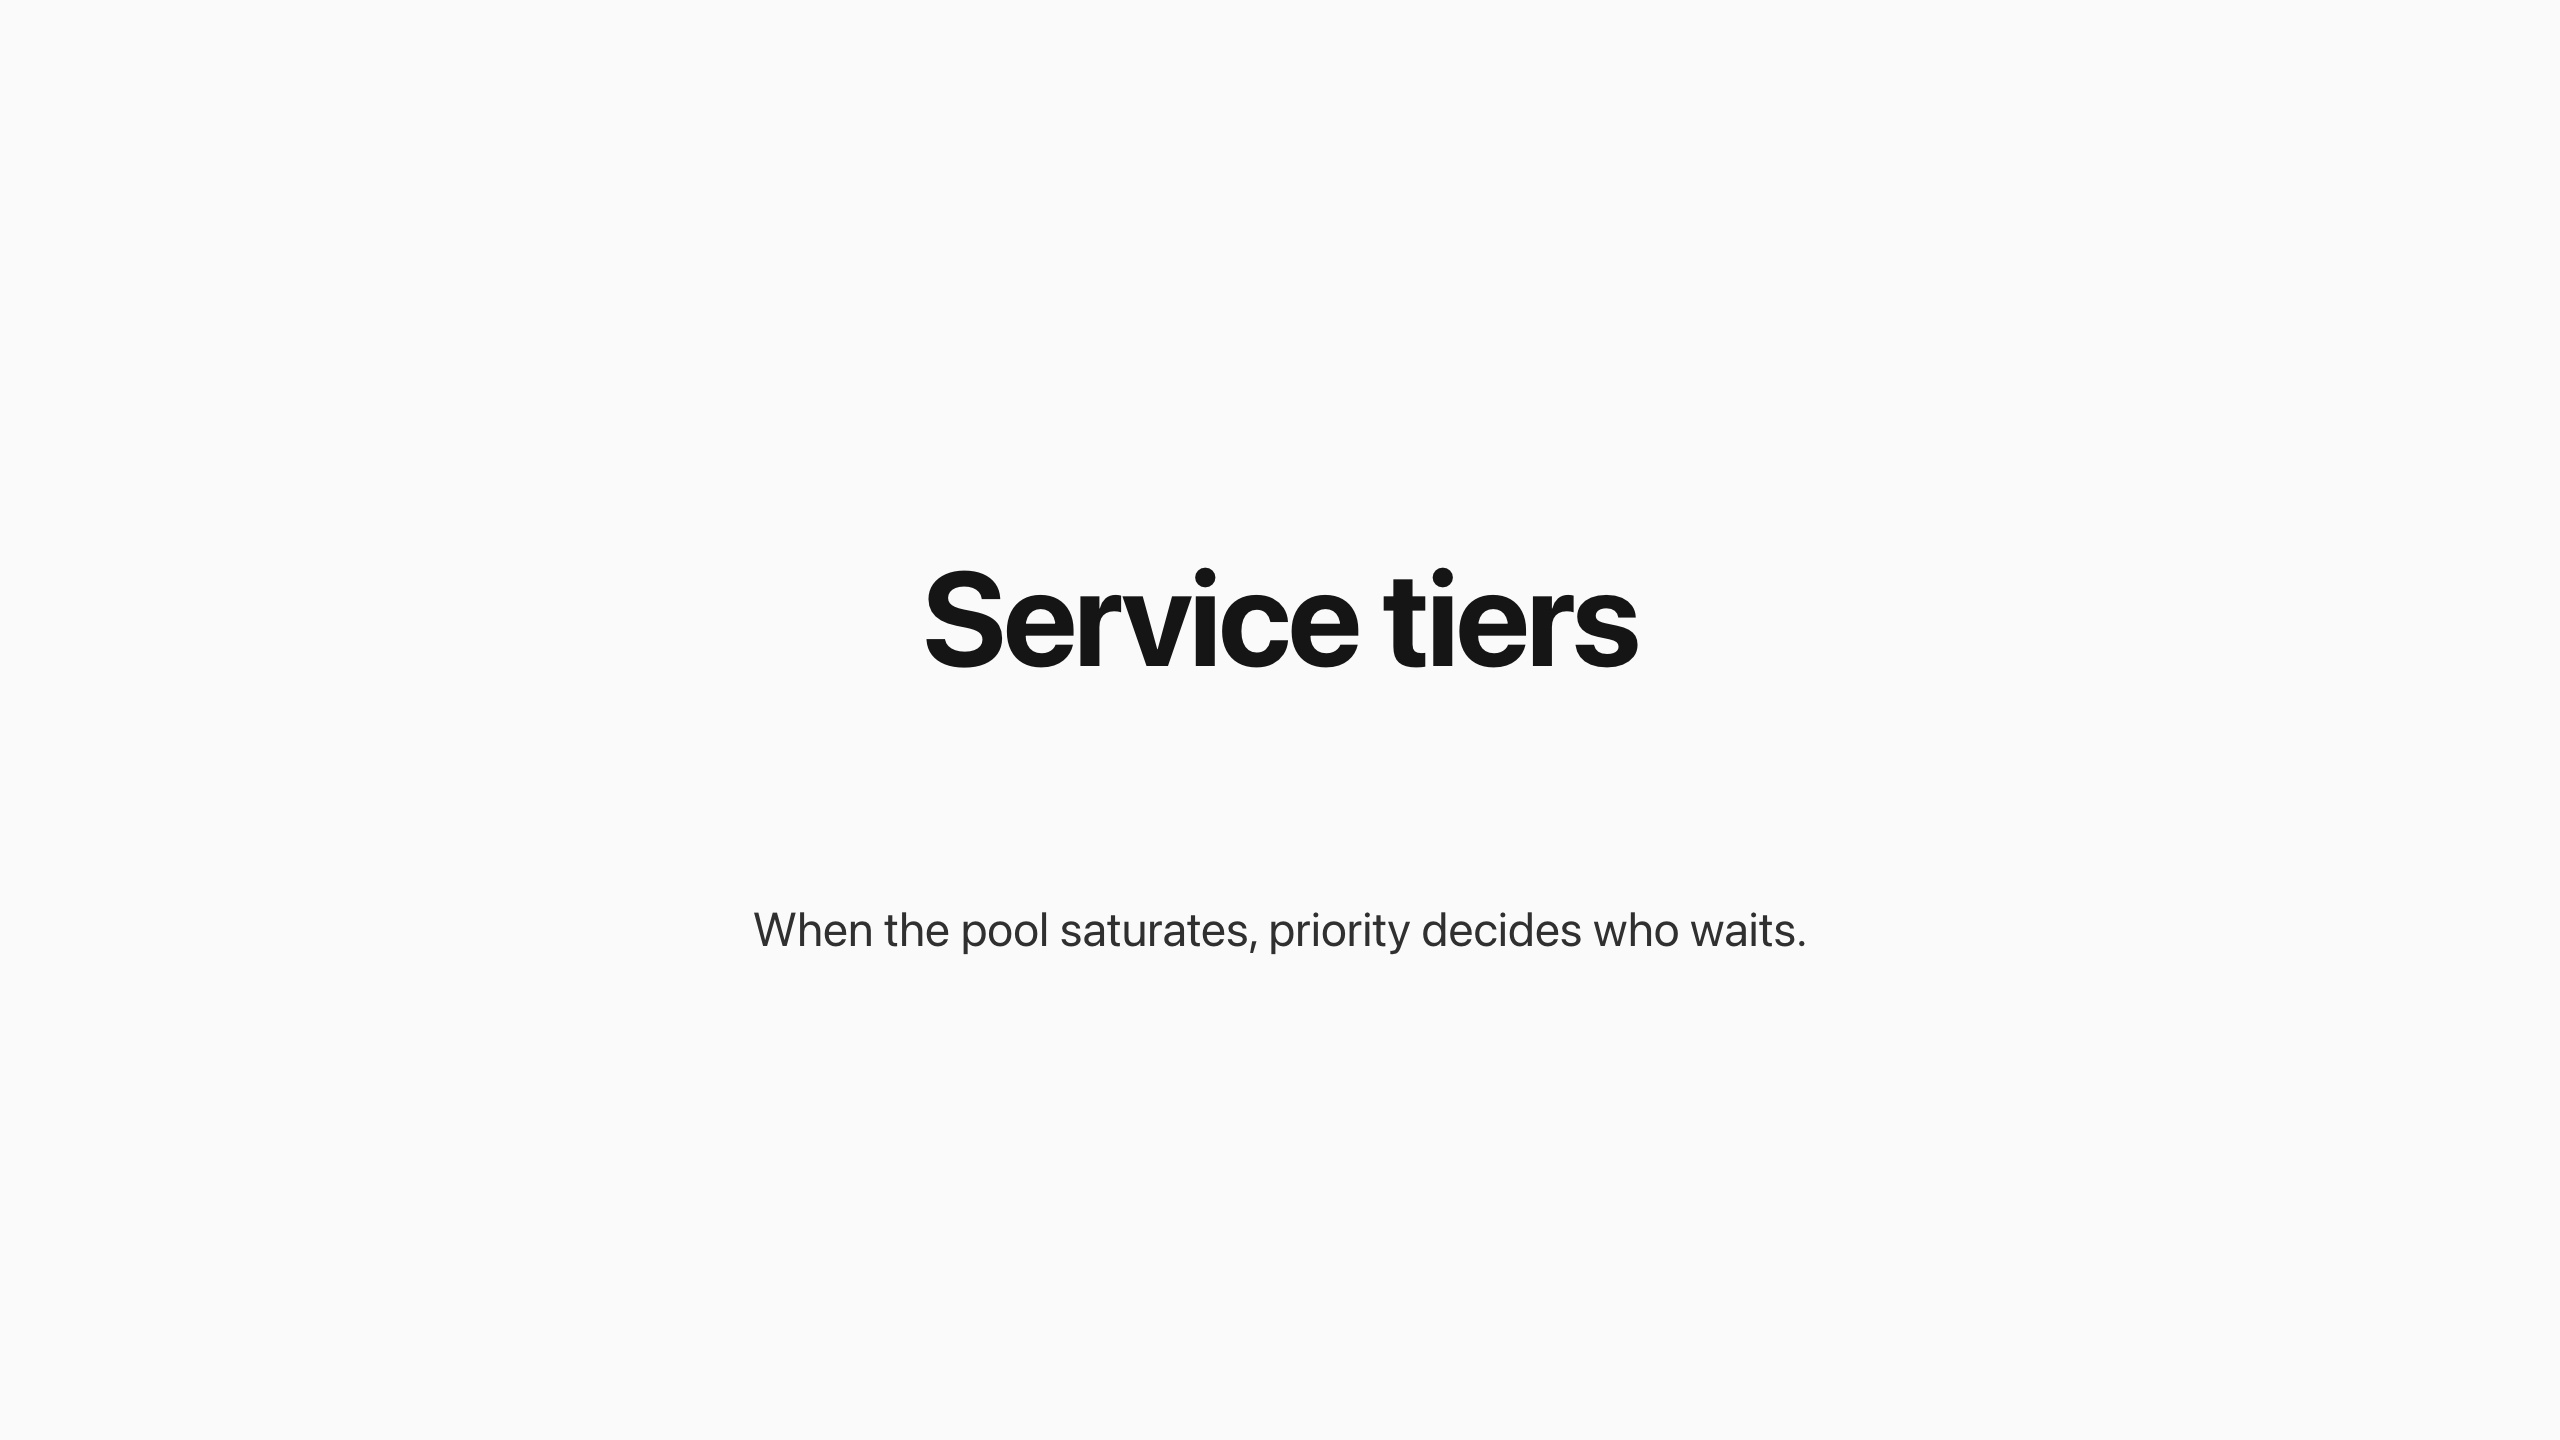 Service tiers
When the pool saturates, priority decides who waits.